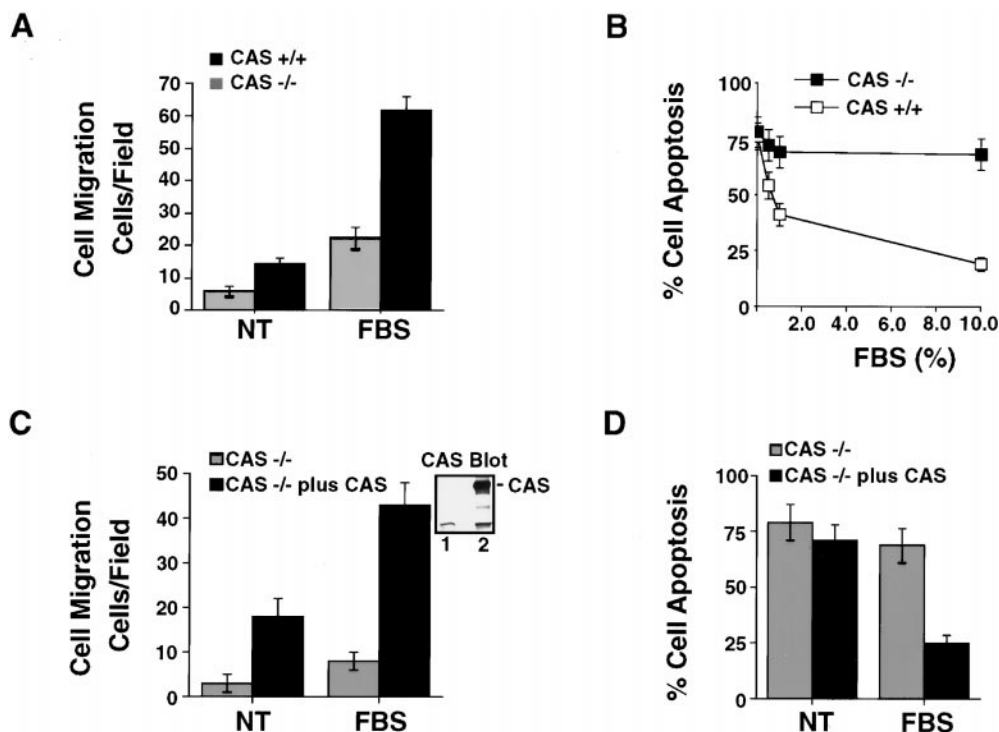 A
CAS +/+
CAS -/-
Cell Migration
Cells/Field
70
60
50
40
30
20
10
0
NT
FBS
B
CAS -/-
CAS +/+
% Cell Apoptosis
100
75
50
25
0
2.0 4.0 6.0 8.0 10.0
FBS (%)
C
CAS -/-
CAS -/- plus CAS
CAS Blot
- CAS
1 2
Cell Migration
Cells/Field
50
40
30
20
10
0
NT
FBS
D
CAS -/-
CAS -/- plus CAS
% Cell Apoptosis
100
75
50
25
0
NT
FBS